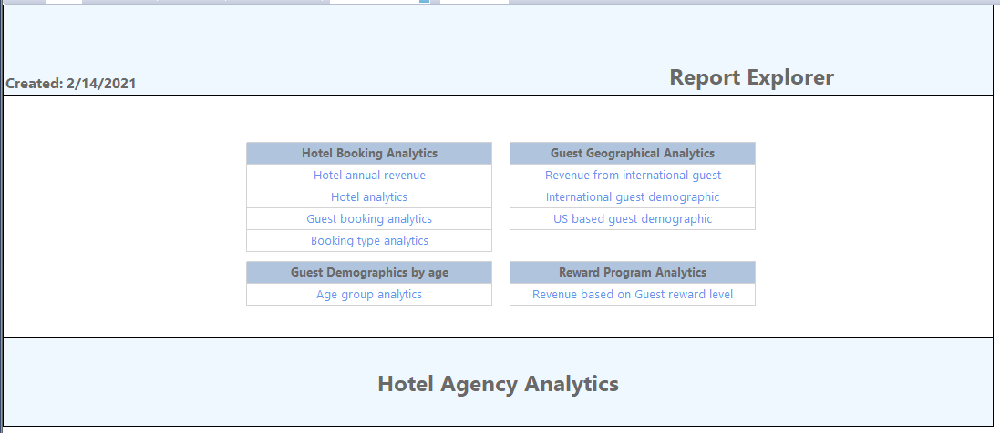 Created: 2/14/2021
Report Explorer
Hotel Booking Analytics
Hotel annual revenue
Hotel analytics
Guest booking analytics
Booking type analytics
Guest Geographical Analytics
Revenue from international guest
International guest demographic
US based guest demographic
Guest Demographics by age
Age group analytics
Reward Program Analytics
Revenue based on Guest reward level
Hotel Agency Analytics